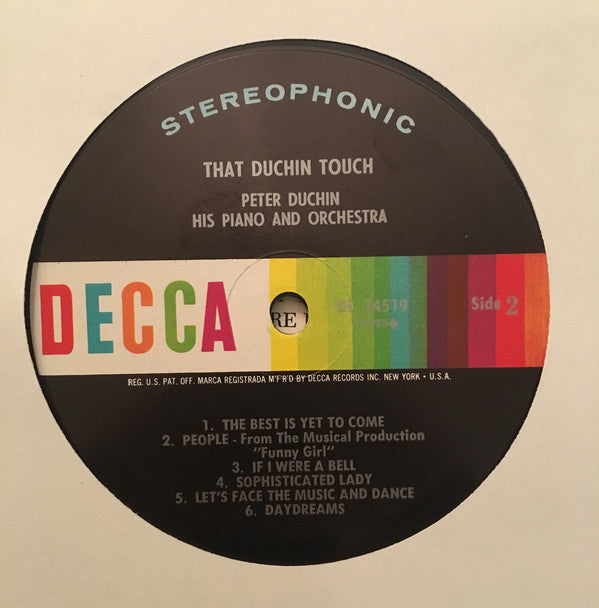 STEREOPHONIC
THAT DUCHIN TOUCH
PETER DUCHIN
HIS PIANO AND ORCHESTRA
DECCA
DL 74519
Side 2
RE
REG. U.S. PAT. OFF. MARCA REGISTRADA M'F'R'D BY DECCA RECORDS INC. NEW YORK • U.S.A.
1. THE BEST IS YET TO COME
2. PEOPLE - From The Musical Production
"Funny Girl"
3. IF I WERE A BELL
4. SOPHISTICATED LADY
5. LET'S FACE THE MUSIC AND DANCE
6. DAYDREAMS